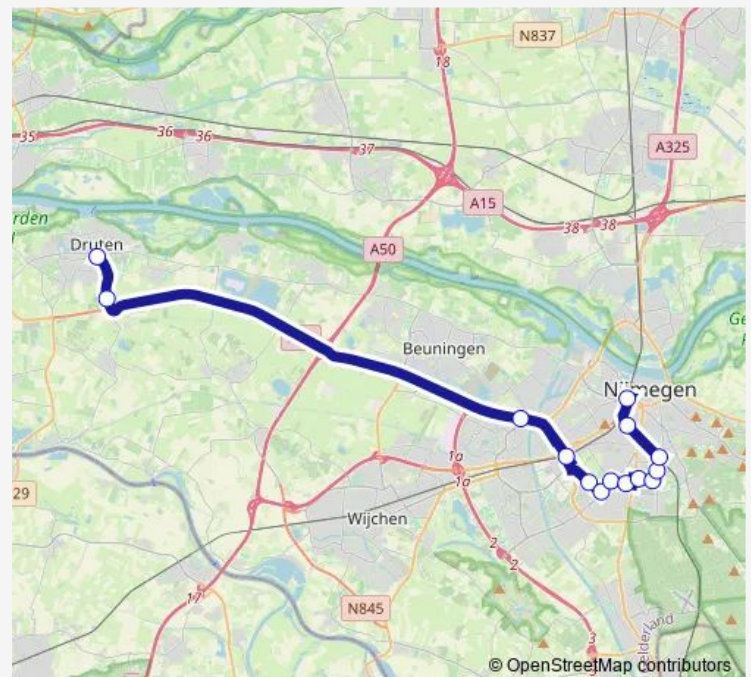 N837
18
A325
35
36
36
37
A15
38
38
rden
Druten
A50
Ge
Beuningen
Nijmegen
1a
1a
29
Wijchen
2
2
17
N845
3
elderland
© OpenStreetMap contributors